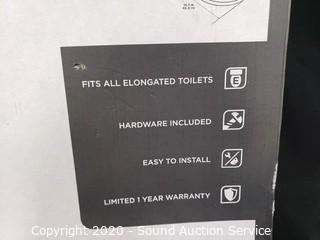 FITS ALL ELONGATED TOILETS
E
HARDWARE INCLUDED
EASY TO INSTALL
LIMITED 1 YEAR WARRANTY
Copyright 2020 - Sound Auction Service